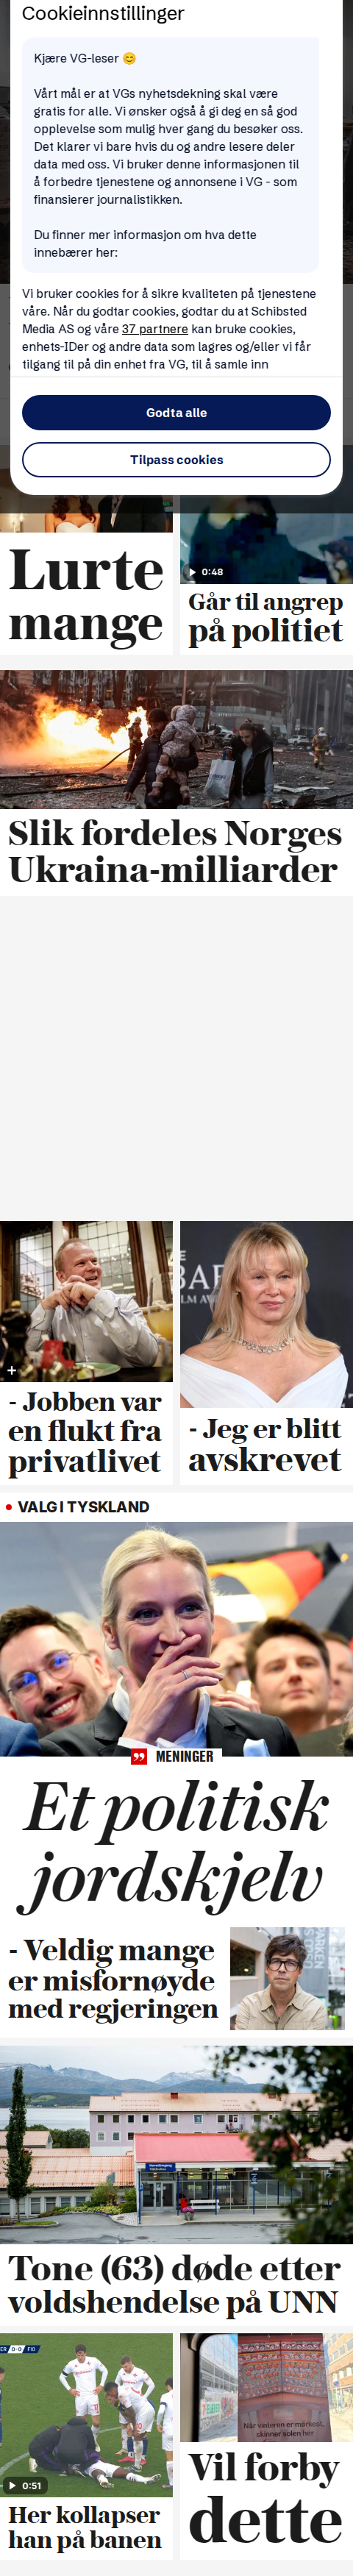 Cookieinnstillinger
Kjære VG-leser 😊
Vårt mål er at VGs nyhetsdekning skal være
gratis for alle. Vi ønsker også å gi deg en så god
opplevelse som mulig hver gang du besøker oss.
Det klarer vi bare hvis du og andre lesere deler
data med oss. Vi bruker denne informasjonen til
å forbedre tjenestene og annonsene i VG - som
finansierer journalistikken.
Du finner mer informasjon om hva dette
innebærer her:
Vi bruker cookies for å sikre kvaliteten på tjenestene
våre. Når du godtar cookies, godtar du at Schibsted
Media AS og våre 37 partnere kan bruke cookies,
enhets-IDer og andre data som lagres og/eller vi får
tilgang til på din enhet fra VG, til å samle inn
Godta alle
Tilpass cookies
0:48
Lurte
mange
Går til angrep
på politiet
Slik fordeles Norges
Ukraina-milliarder
- Jobben var
en flukt fra
privatlivet
- Jeg er blitt
avskrevet
VALG I TYSKLAND
MENINGER
Et politisk
jordskjelv
- Veldig mange
er misfornøyde
med regjeringen
Tone (63) døde etter
voldshendelse på UNN
0-0 FIO
0:51
Her kollapser
han på banen
Når verden er mørkest,
skinner solen her
Vil forby
dette